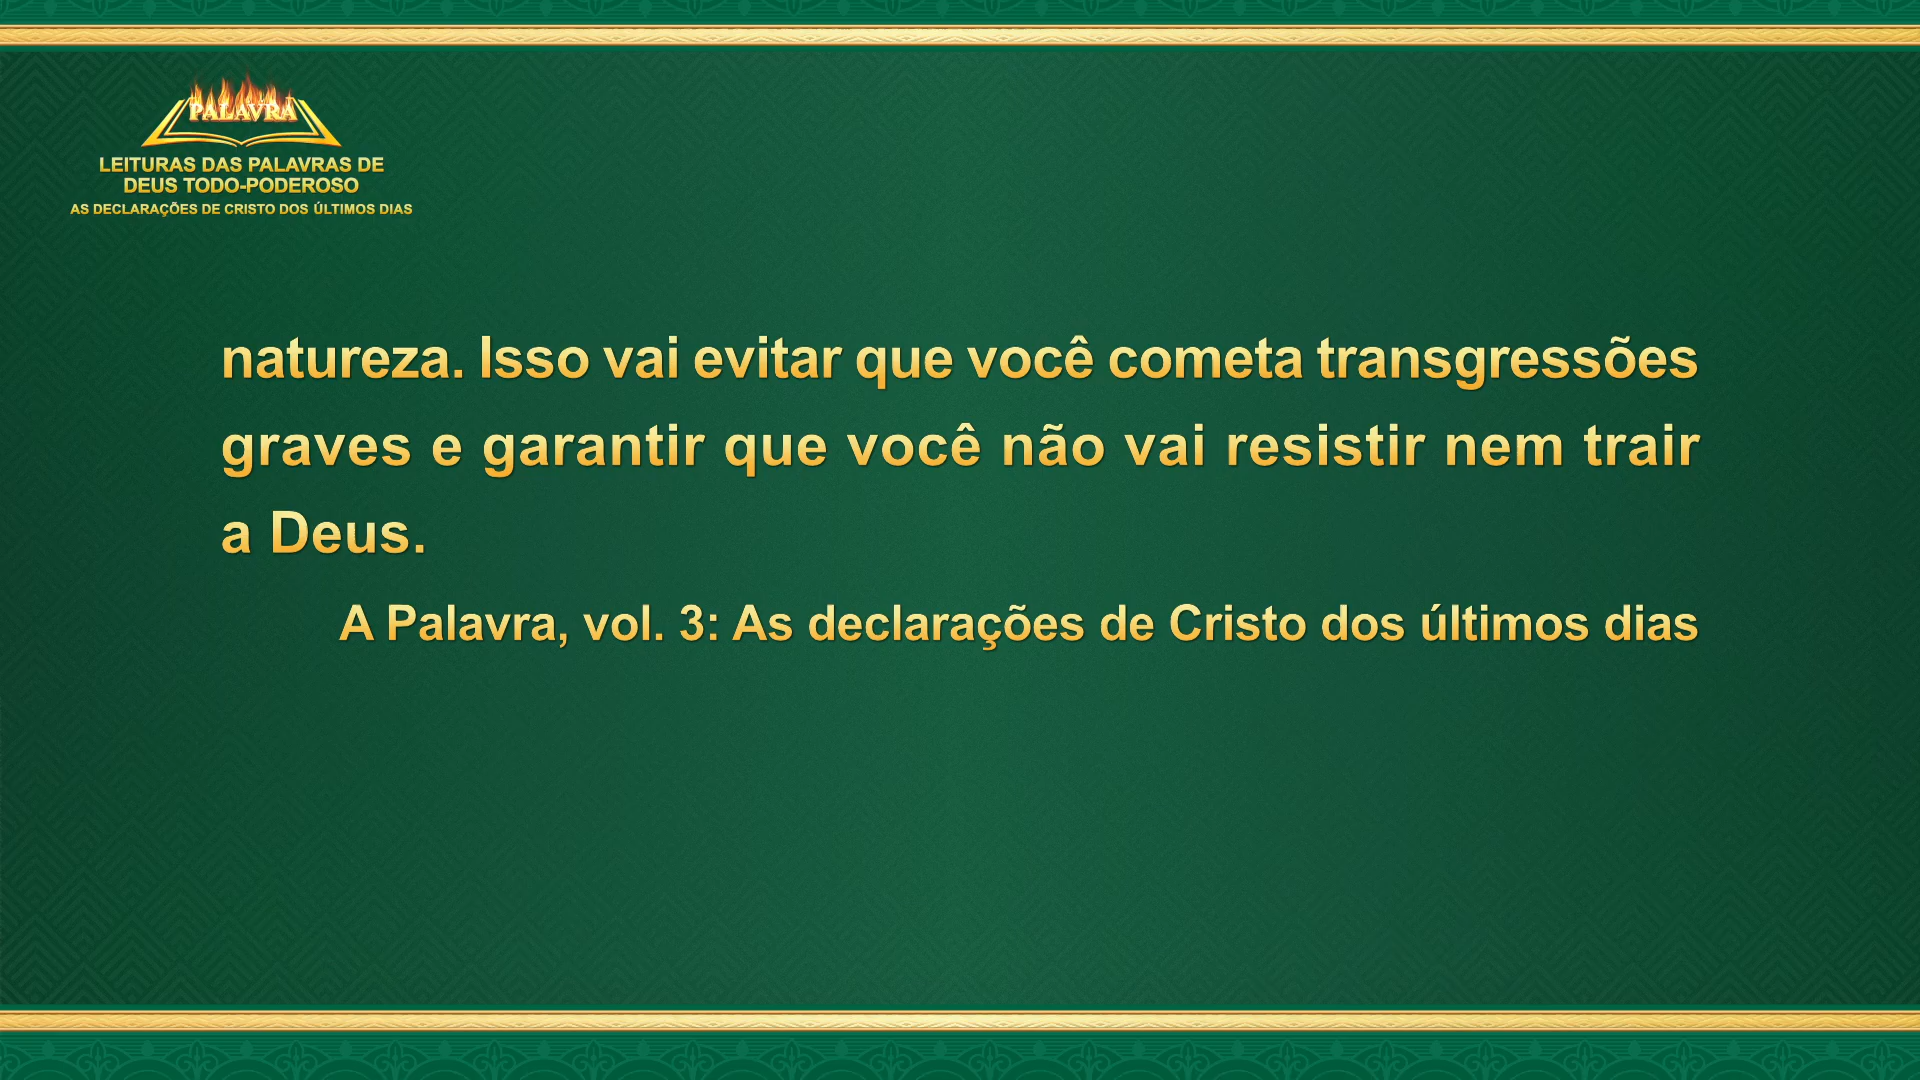 PALAVRA
LEITURAS DAS PALAVRAS DE
DEUS TODO-PODEROSO
AS DECLARAÇÕES DE CRISTO DOS ÚLTIMOS DIAS
natureza. Isso vai evitar que você cometa transgressões
graves e garantir que você não vai resistir nem trair
a Deus.
A Palavra, vol. 3: As declarações de Cristo dos últimos dias